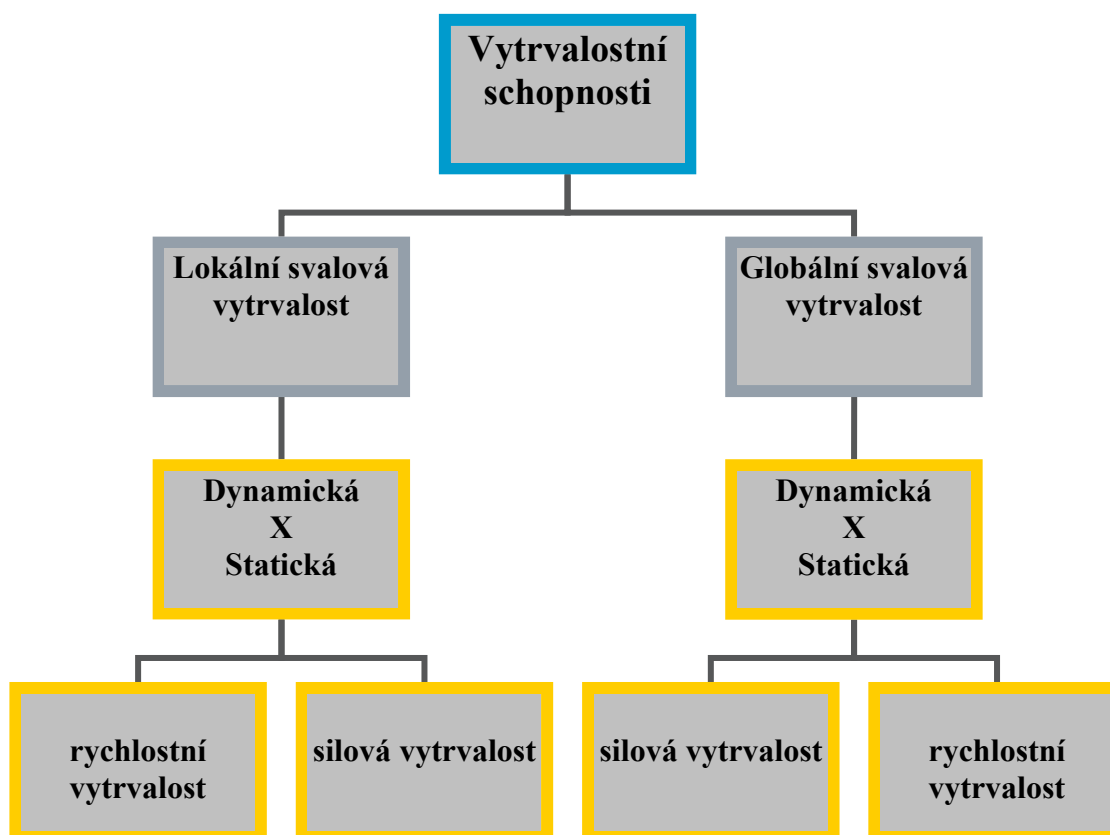 Vytrvalostní
schopnosti
Lokální svalová
vytrvalost
Globální svalová
vytrvalost
Dynamická
X
Statická
Dynamická
X
Statická
rychlostní
vytrvalost
silová vytrvalost
silová vytrvalost
rychlostní
vytrvalost